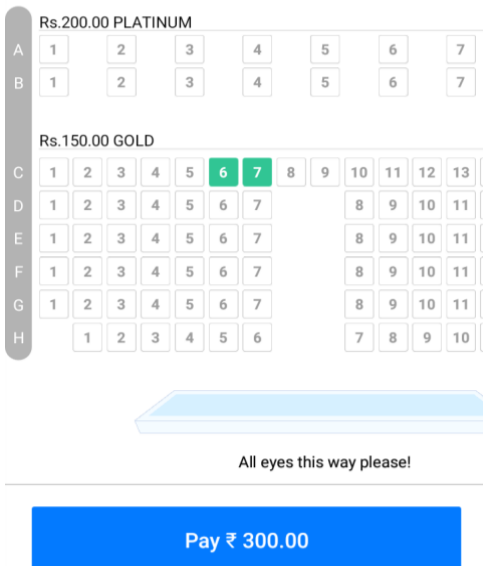 Rs.200.00 PLATINUM
A 1 2 3 4 5 6 7
B 1 2 3 4 5 6 7
Rs.150.00 GOLD
C 1 2 3 4 5 6 7 8 9 10 11 12 13
D 1 2 3 4 5 6 7 8 9 10 11
E 1 2 3 4 5 6 7 8 9 10 11
F 1 2 3 4 5 6 7 8 9 10 11
G 1 2 3 4 5 6 7 8 9 10 11
H 1 2 3 4 5 6 7 8 9 10
All eyes this way please!
Pay ₹ 300.00